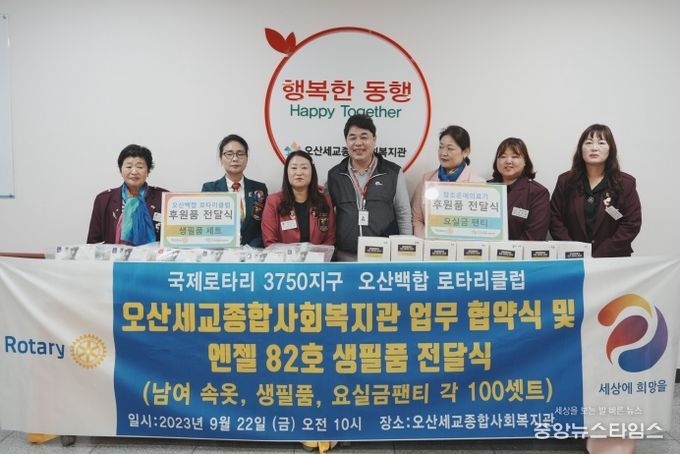 행복한 동행
Happy Together
오산세교종합사회복지관
오산백합 로타리클럽
후원품 전달식
생필품 세트
참조은메의료기
후원품 전달식
요실금 팬티
국제로타리 3750지구 오산백합 로타리클럽
오산세교종합사회복지관 업무 협약식 및
엔젤 82호 생필품 전달식
(남여 속옷, 생필품, 요실금팬티 각 100셋트)
일시:2023년 9월 22일 (금) 오전 10시 장소:오산세교종합사회복지관
Rotary
세상에 희망을
세상을 보는 발 빠른 뉴스
중앙뉴스타임스